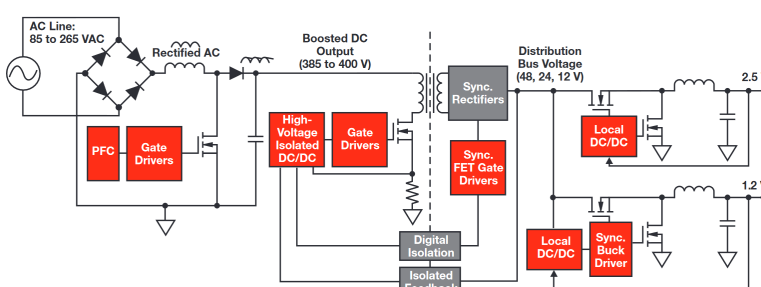 AC Line:
85 to 265 VAC
Rectified AC
Boosted DC
Output
(385 to 400 V)
Distribution
Bus Voltage
(48, 24, 12 V)
Sync.
Rectifiers
2.5
PFC
Gate
Drivers
High-
Voltage
Isolated
DC/DC
Gate
Drivers
Sync.
FET Gate
Drivers
Local
DC/DC
1.2
Digital
Isolation
Local
DC/DC
Sync.
Buck
Driver
Isolated
Feedback